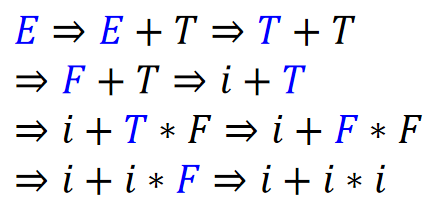 E ⇒ E + T ⇒ T + T
⇒ F + T ⇒ i + T
⇒ i + T * F ⇒ i + F * F
⇒ i + i * F ⇒ i + i * i